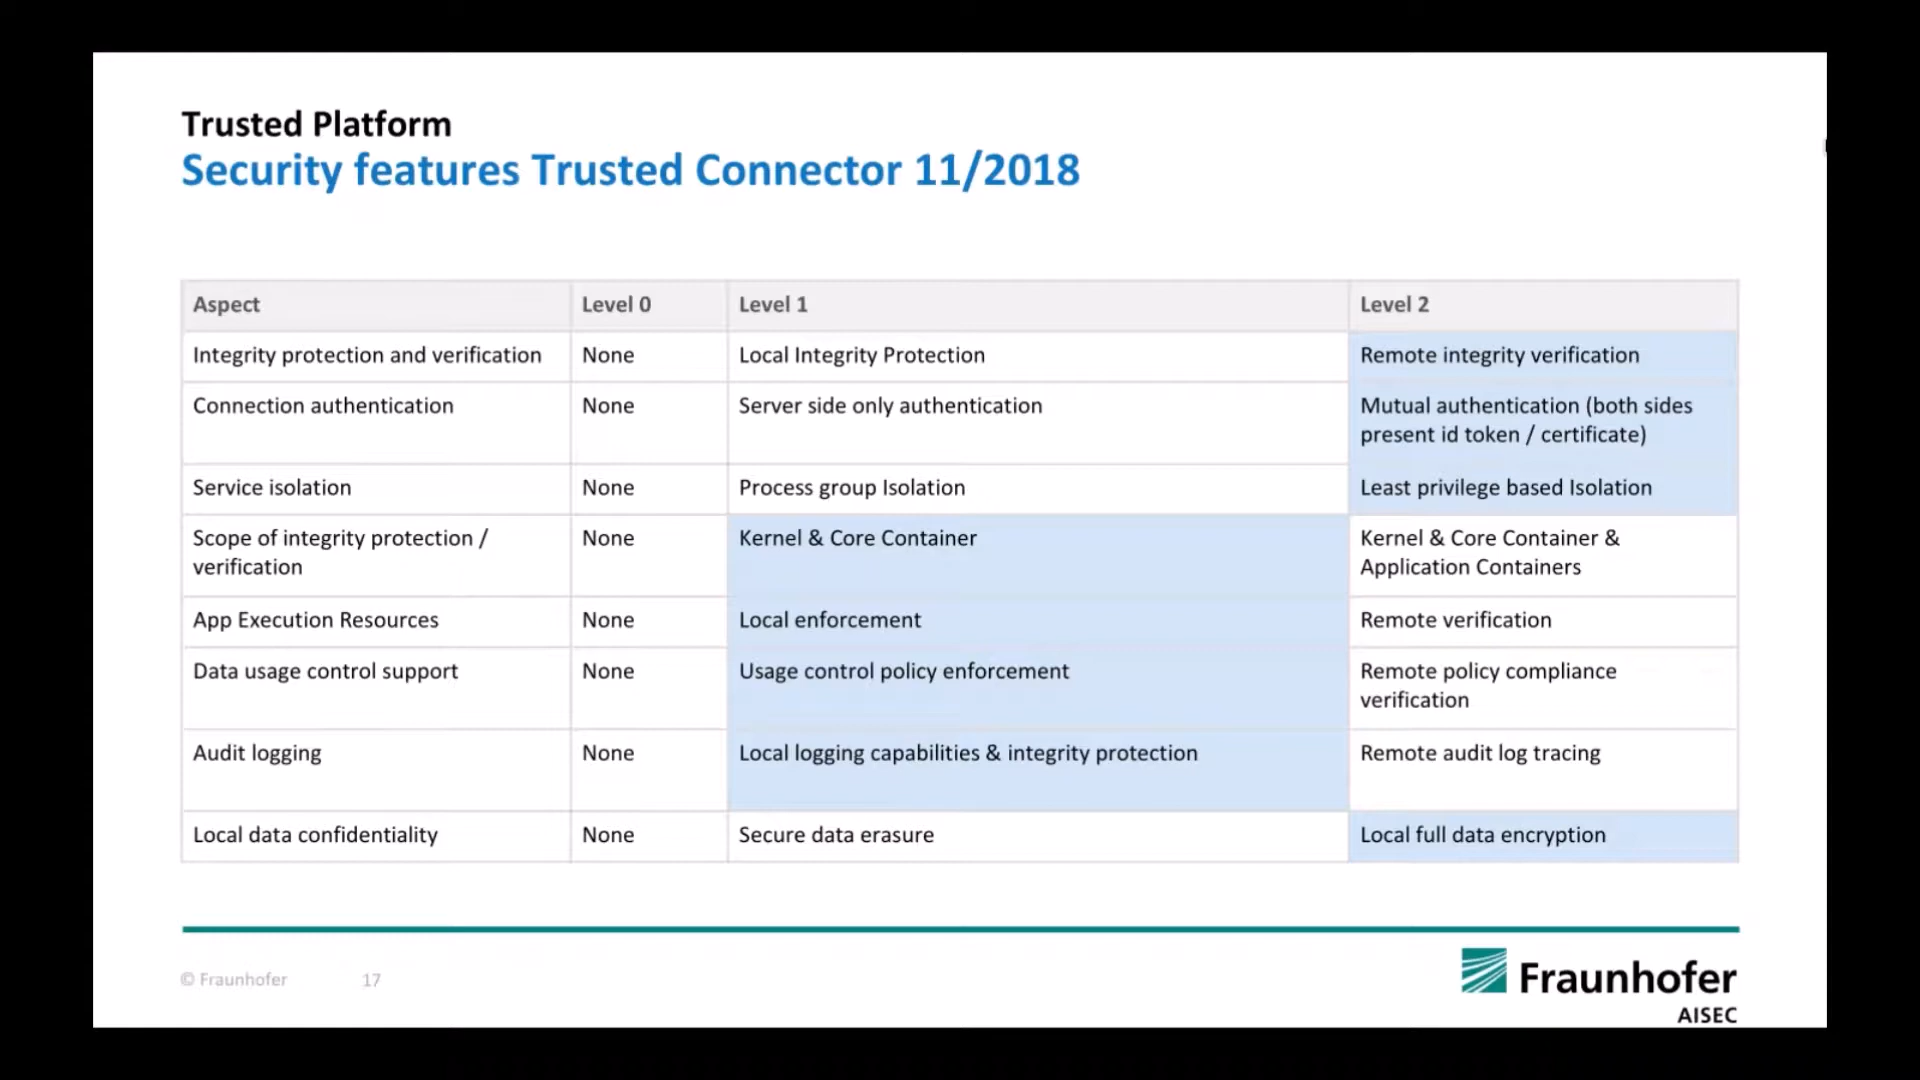 Trusted Platform
Security features Trusted Connector 11/2018
Aspect Level 0 Level 1 Level 2
Integrity protection and verification None Local Integrity Protection Remote integrity verification
Connection authentication None Server side only authentication Mutual authentication (both sides
present id token / certificate)
Service isolation None Process group Isolation Least privilege based Isolation
Scope of integrity protection / None Kernel & Core Container Kernel & Core Container &
verification Application Containers
App Execution Resources None Local enforcement Remote verification
Data usage control support None Usage control policy enforcement Remote policy compliance
verification
Audit logging None Local logging capabilities & integrity protection Remote audit log tracing
Local data confidentiality None Secure data erasure Local full data encryption
© Fraunhofer 17
Fraunhofer
AISEC